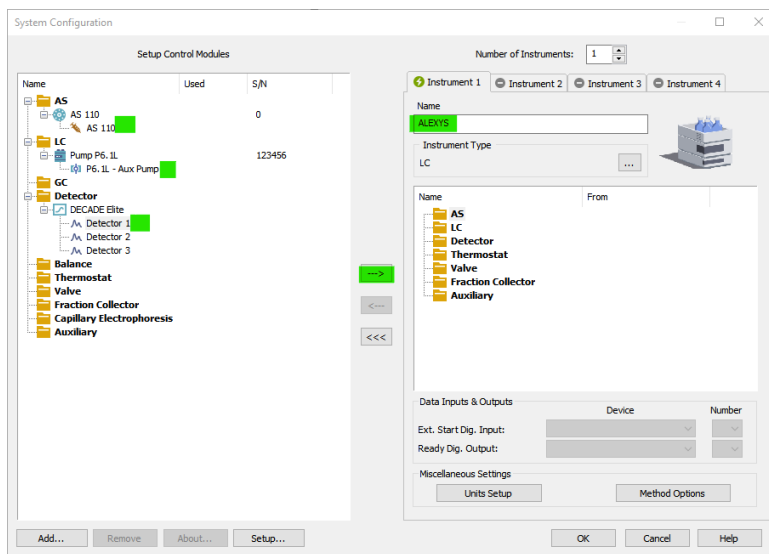 System Configuration
Setup Control Modules
Name Used S/N
AS
AS 110 0
AS 110
LC
Pump P6.1L 123456
P6.1L - Aux Pump
GC
Detector
DECADE Elite
Detector 1
Detector 2
Detector 3
Balance
Thermostat
Valve
Fraction Collector
Capillary Electrophoresis
Auxiliary
Add... Remove About... Setup...
--->
<---
<<<
Number of Instruments: 1
Instrument 1 Instrument 2 Instrument 3 Instrument 4
Name
ALEXYS
Instrument Type
LC ...
Name From
AS
LC
Detector
Thermostat
Valve
Fraction Collector
Auxiliary
Data Inputs & Outputs
Device Number
Ext. Start Dig. Input:
Ready Dig. Output:
Miscellaneous Settings
Units Setup Method Options
OK Cancel Help